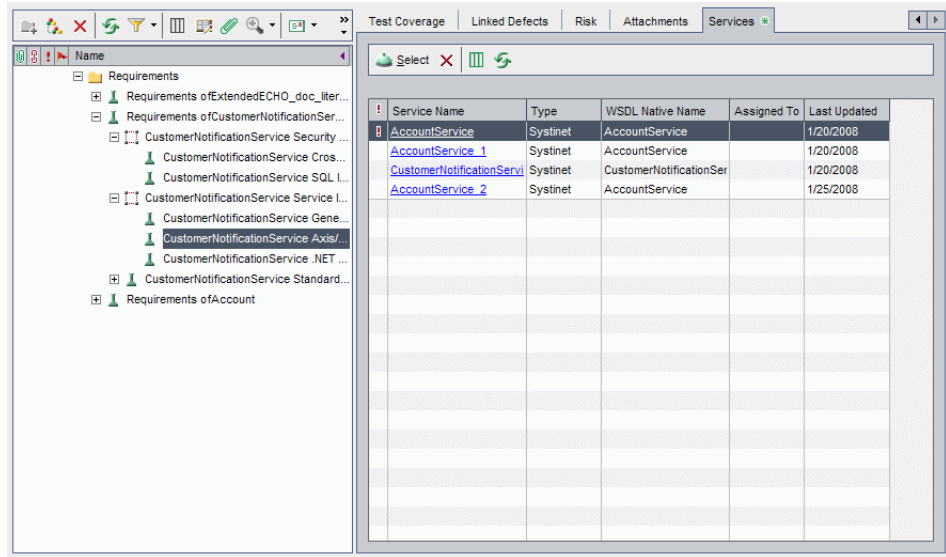 Test Coverage Linked Defects Risk Attachments Services
Name
Requirements
Requirements ofExtendedECHO_doc_liter...
Requirements ofCustomerNotificationSer...
CustomerNotificationService Security ...
CustomerNotificationService Cros...
CustomerNotificationService SQL I...
CustomerNotificationService Service I...
CustomerNotificationService Gene...
CustomerNotificationService Axis/...
CustomerNotificationService .NET ...
CustomerNotificationService Standard...
Requirements ofAccount
Select
! Service Name Type WSDL Native Name Assigned To Last Updated
! AccountService Systinet AccountService 1/20/2008
AccountService_1 Systinet AccountService 1/20/2008
CustomerNotificationServi Systinet CustomerNotificationSer 1/20/2008
AccountService_2 Systinet AccountService 1/25/2008